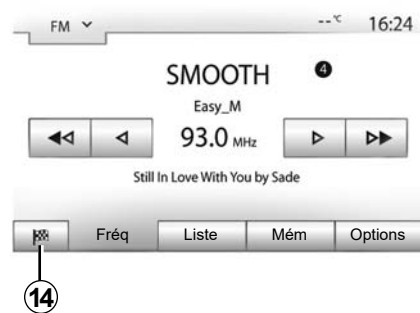 FM --°C 16:24
SMOOTH 4
Easy_M
93.0 MHz
Still In Love With You by Sade
Fréq Liste Mém Options
14